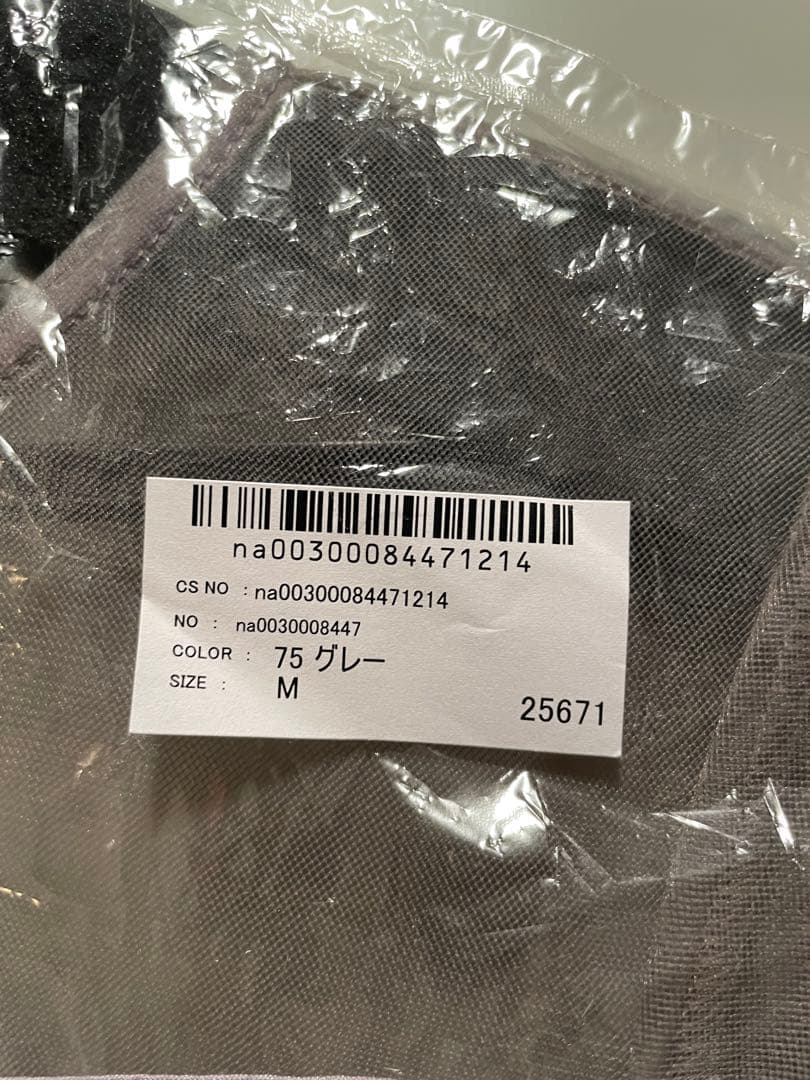 na00300084471214
CS NO : na00300084471214
NO : na0030008447
COLOR : 75 グレー
SIZE : M
25671